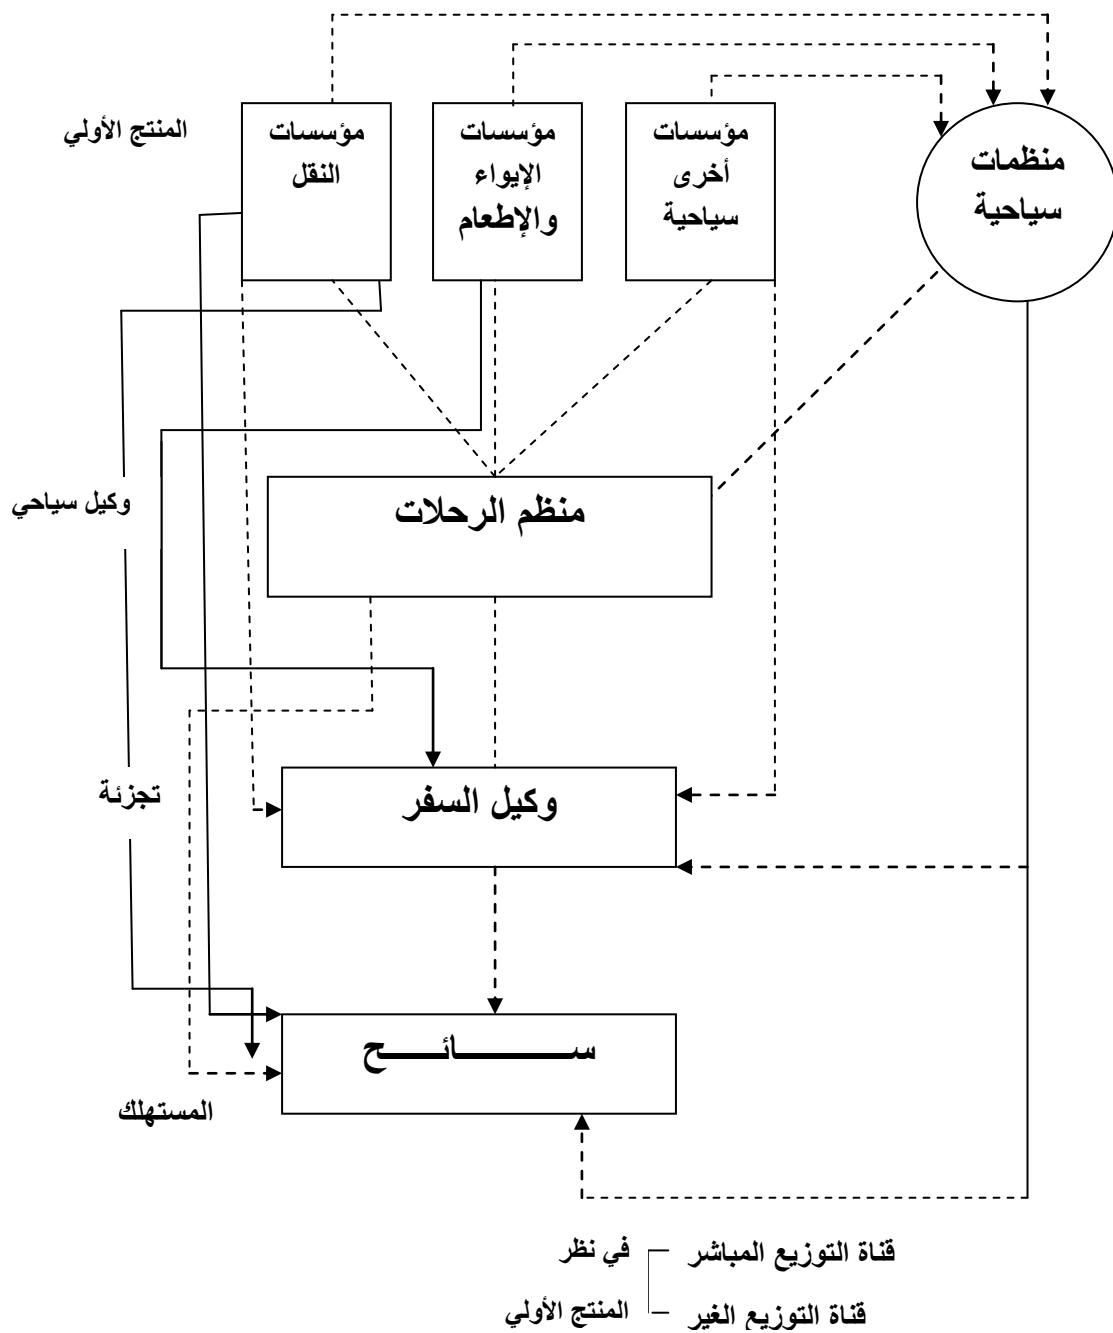 المنتج الأولي
مؤسسات
النقل
مؤسسات
الإيواء
والإطعام
مؤسسات
أخرى
سياحية
منظمات
سياحية
وكيل سياحي
منظم الرحلات
تجزئة
وكيل السفر
ســـــــائـــــح
المستهلك
قناة التوزيع المباشر
في نظر
قناة التوزيع الغير
المنتج الأولي